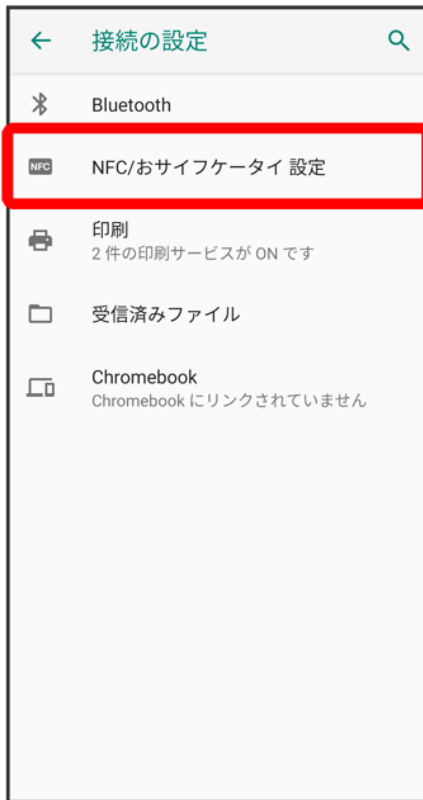 接続の設定
Bluetooth
NFC
NFC/おサイフケータイ 設定
印刷
2 件の印刷サービスが ON です
受信済みファイル
Chromebook
Chromebook にリンクされていません